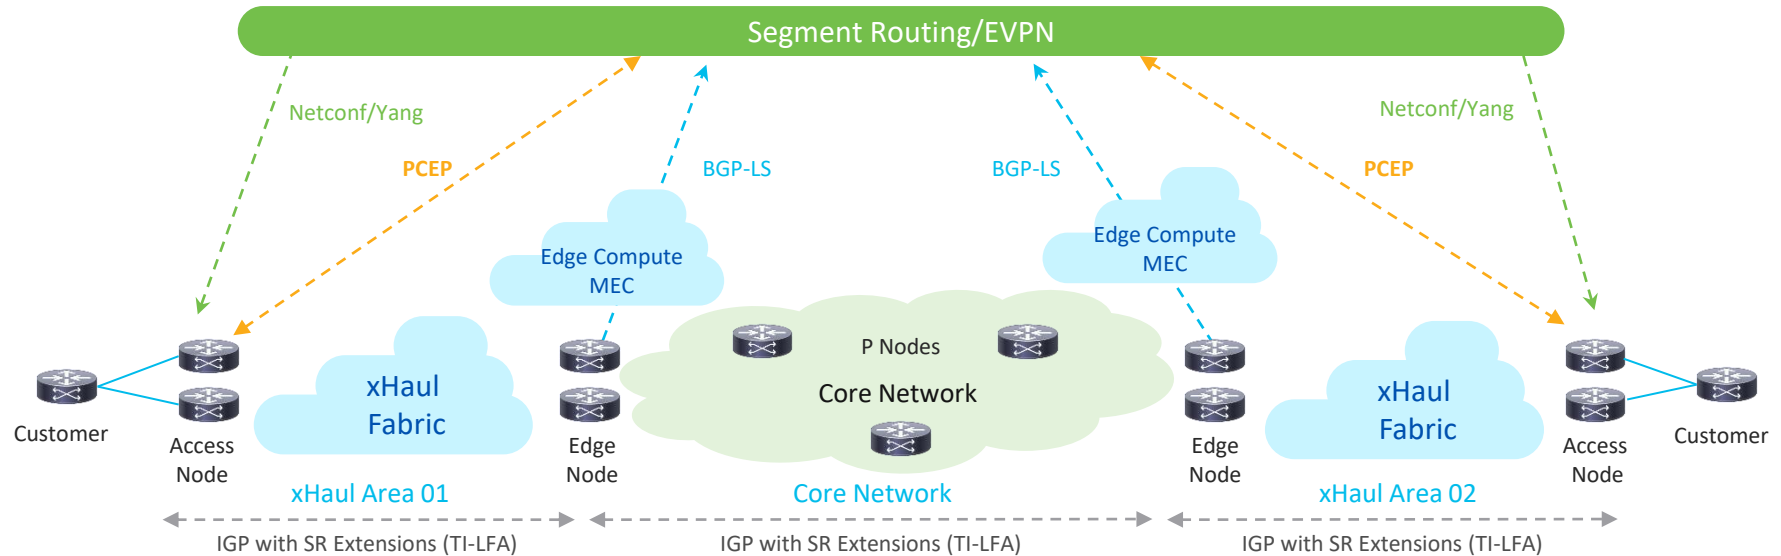 Segment Routing/EVPN
Netconf/Yang
PCEP
BGP-LS
BGP-LS
PCEP
Netconf/Yang
Edge Compute
MEC
Edge Compute
MEC
P Nodes
Core Network
xHaul
Fabric
xHaul
Fabric
Customer
Access
Node
Edge
Node
Edge
Node
Access
Node
Customer
xHaul Area 01
Core Network
xHaul Area 02
IGP with SR Extensions (TI-LFA)
IGP with SR Extensions (TI-LFA)
IGP with SR Extensions (TI-LFA)